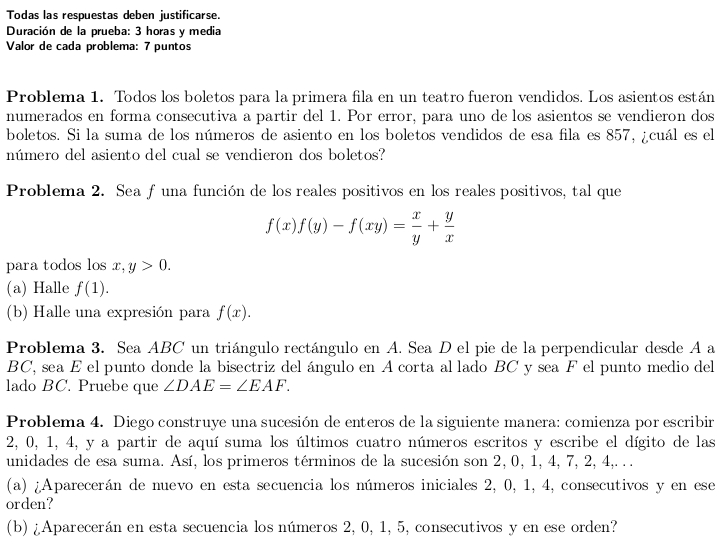 Todas las respuestas deben justificarse.
Duración de la prueba: 3 horas y media
Valor de cada problema: 7 puntos
Problema 1. Todos los boletos para la primera fila en un teatro fueron vendidos. Los asientos están
numerados en forma consecutiva a partir del 1. Por error, para uno de los asientos se vendieron dos
boletos. Si la suma de los números de asiento en los boletos vendidos de esa fila es 857, ¿cuál es el
número del asiento del cual se vendieron dos boletos?
Problema 2. Sea f una función de los reales positivos en los reales positivos, tal que
f(x)f(y) − f(xy) = x/y + y/x
para todos los x, y > 0.
(a) Halle f(1).
(b) Halle una expresión para f(x).
Problema 3. Sea ABC un triángulo rectángulo en A. Sea D el pie de la perpendicular desde A a
BC, sea E el punto donde la bisectriz del ángulo en A corta al lado BC y sea F el punto medio del
lado BC. Pruebe que ∠DAE = ∠EAF.
Problema 4. Diego construye una sucesión de enteros de la siguiente manera: comienza por escribir
2, 0, 1, 4, y a partir de aquí suma los últimos cuatro números escritos y escribe el dígito de las
unidades de esa suma. Así, los primeros términos de la sucesión son 2, 0, 1, 4, 7, 2, 4,...
(a) ¿Aparecerán de nuevo en esta secuencia los números iniciales 2, 0, 1, 4, consecutivos y en ese
orden?
(b) ¿Aparecerán en esta secuencia los números 2, 0, 1, 5, consecutivos y en ese orden?